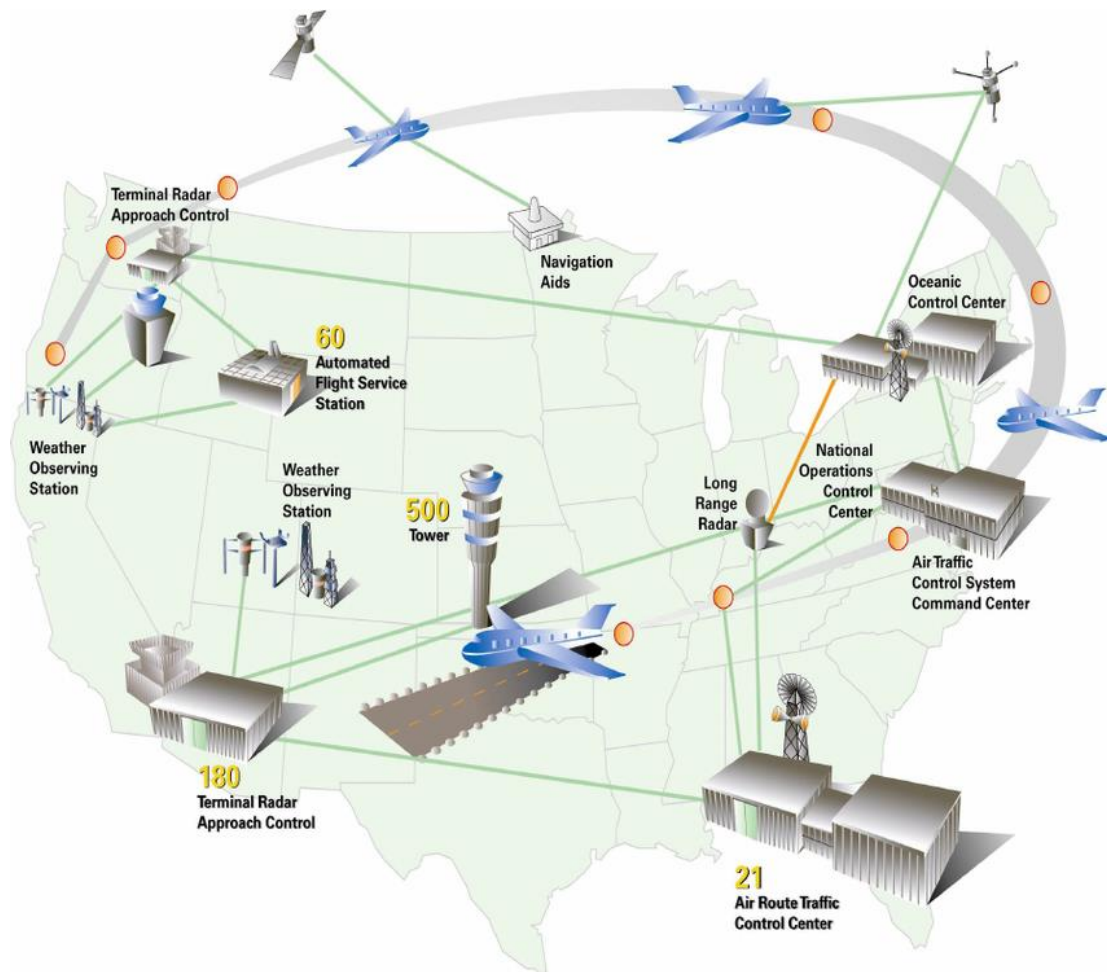 Terminal Radar
Approach Control
Navigation
Aids
Oceanic
Control Center
60
Automated
Flight Service
Station
Weather
Observing
Station
Weather
Observing
Station
500
Tower
Long
Range
Radar
National
Operations
Control
Center
Air Traffic
Control System
Command Center
180
Terminal Radar
Approach Control
21
Air Route Traffic
Control Center